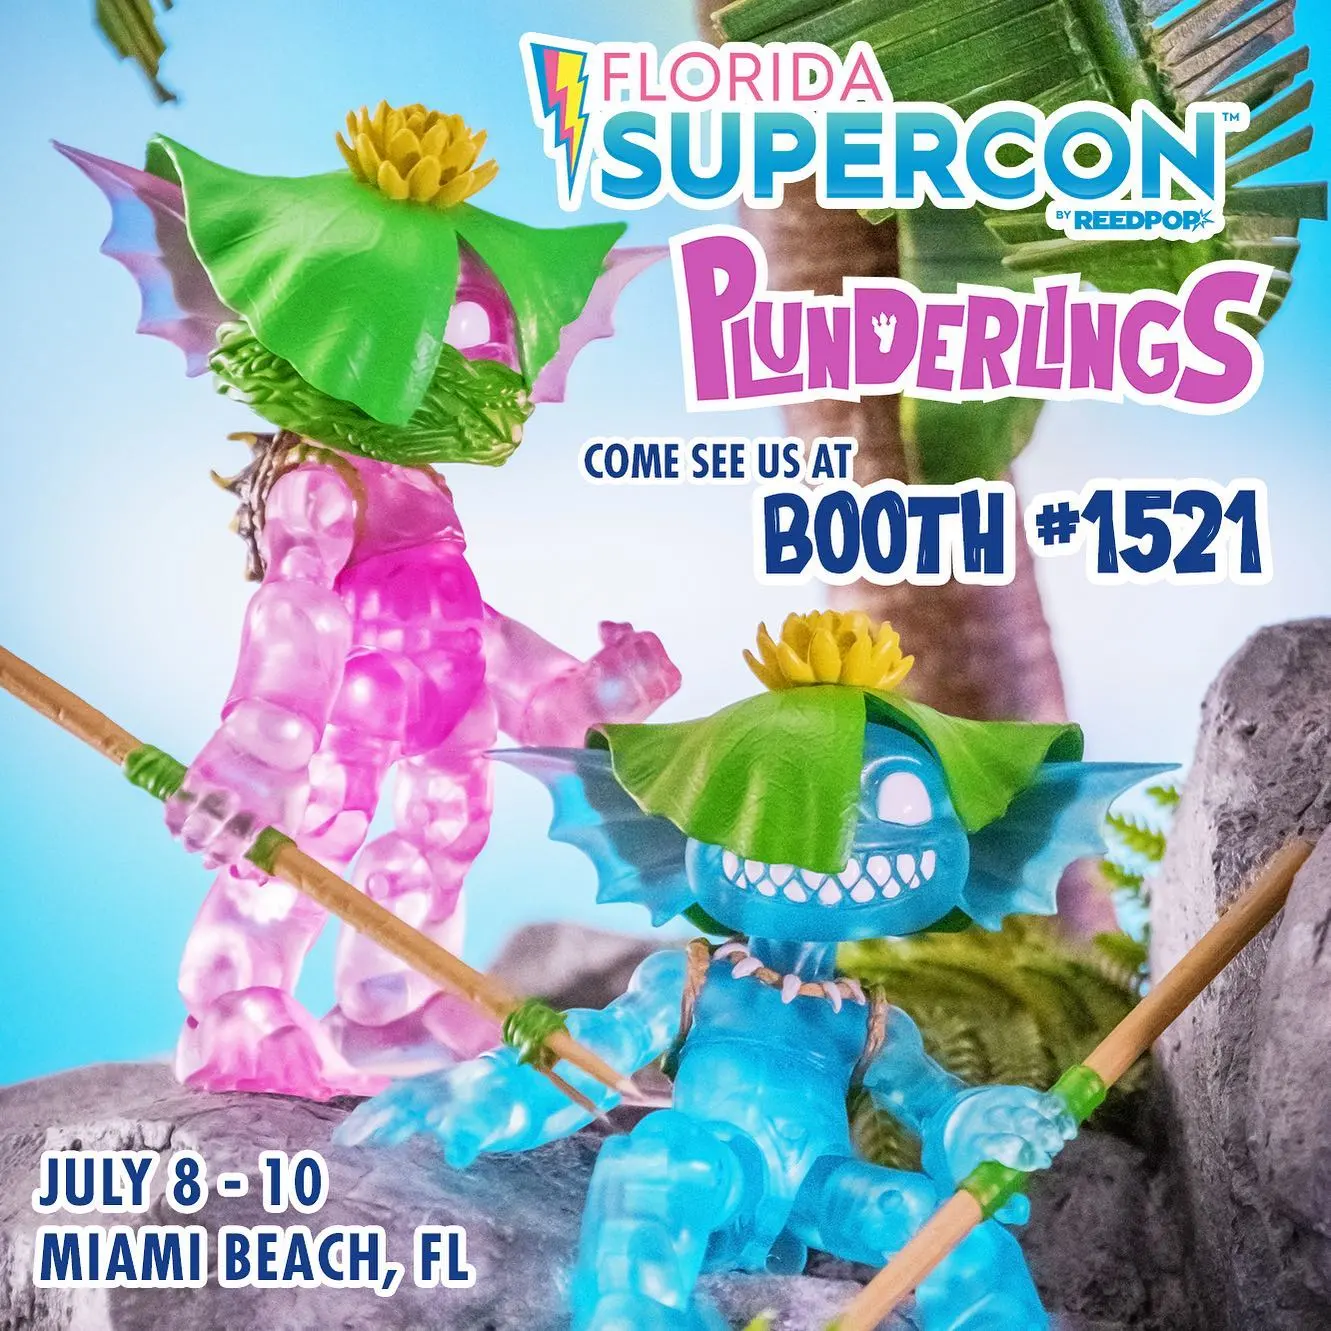 FLORIDA
SUPERCON™
BY REEDPOP
PLUNDERLINGS
COME SEE US AT
BOOTH #1521
JULY 8 - 10
MIAMI BEACH, FL